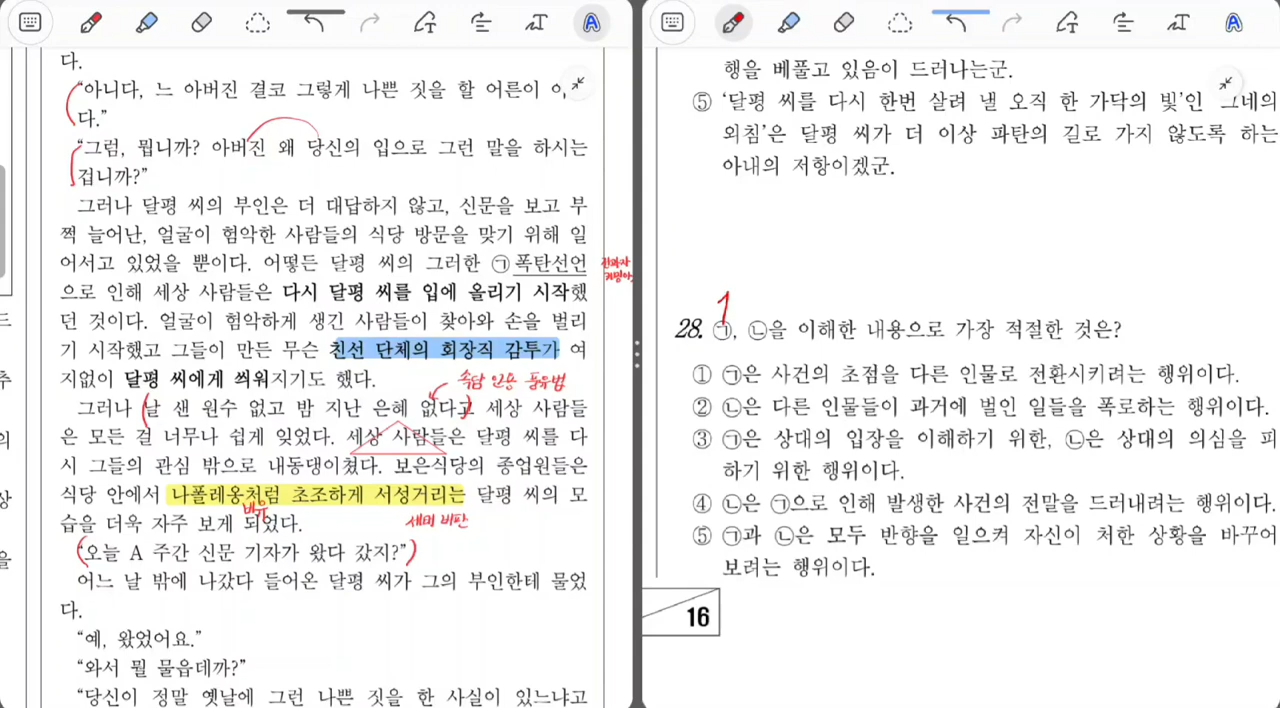 다.
“아니다, 느 아버진 결코 그렇게 나쁜 짓을 할 어른이
다.”
“그럼, 뭡니까? 아버진 왜 당신의 입으로 그런 말을 하시는
겁니까?”
그러나 달평 씨의 부인은 더 대답하지 않고, 신문을 보고 부
쩍 늘어난, 얼굴이 험악한 사람들의 식당 방문을 맞기 위해 일
어서고 있었을 뿐이다. 어떻든 달평 씨의 그러한 ㉠폭탄선언
전과자
으로 인해 세상 사람들은 다시 달평 씨를 입에 올리기 시작했
던 것이다. 얼굴이 험악하게 생긴 사람들이 찾아와 손을 벌리
기 시작했고 그들이 만든 무슨 친선 단체의 회장직 감투가 여
지없이 달평 씨에게 씌워지기도 했다.
속담 인용 풍유법
그러나 날 샌 원수 없고 밤 지난 은혜 없다고 세상 사람들
은 모든 걸 너무나 쉽게 잊었다. 세상 사람들은 달평 씨를 다
시 그들의 관심 밖으로 내동댕이쳤다. 보은식당의 종업원들은
식당 안에서 나폴레옹처럼 초조하게 서성거리는 달평 씨의 모
비유
세미 비판
습을 더욱 자주 보게 되었다.
“오늘 A 주간 신문 기자가 왔다 갔지?”
어느 날 밖에 나갔다 들어온 달평 씨가 그의 부인한테 물었
다.
“예, 왔었어요.”
“와서 뭘 물읍데까?”
“당신이 정말 옛날에 그런 나쁜 짓을 한 사실이 있느냐고
행을 베풀고 있음이 드러나는군.
⑤ ‘달평 씨를 다시 한번 살려 낼 오직 한 가닥의 빛’인 그네의
외침’은 달평 씨가 더 이상 파탄의 길로 가지 않도록 하는
아내의 저항이겠군.
1
28. ㉠, ㉡을 이해한 내용으로 가장 적절한 것은?
① ㉠은 사건의 초점을 다른 인물로 전환시키려는 행위이다.
② ㉡은 다른 인물들이 과거에 벌인 일들을 폭로하는 행위이다.
③ ㉠은 상대의 입장을 이해하기 위한, ㉡은 상대의 의심을 피
하기 위한 행위이다.
④ ㉡은 ㉠으로 인해 발생한 사건의 전말을 드러내려는 행위이다.
⑤ ㉠과 ㉡은 모두 반향을 일으켜 자신이 처한 상황을 바꾸어
보려는 행위이다.
16